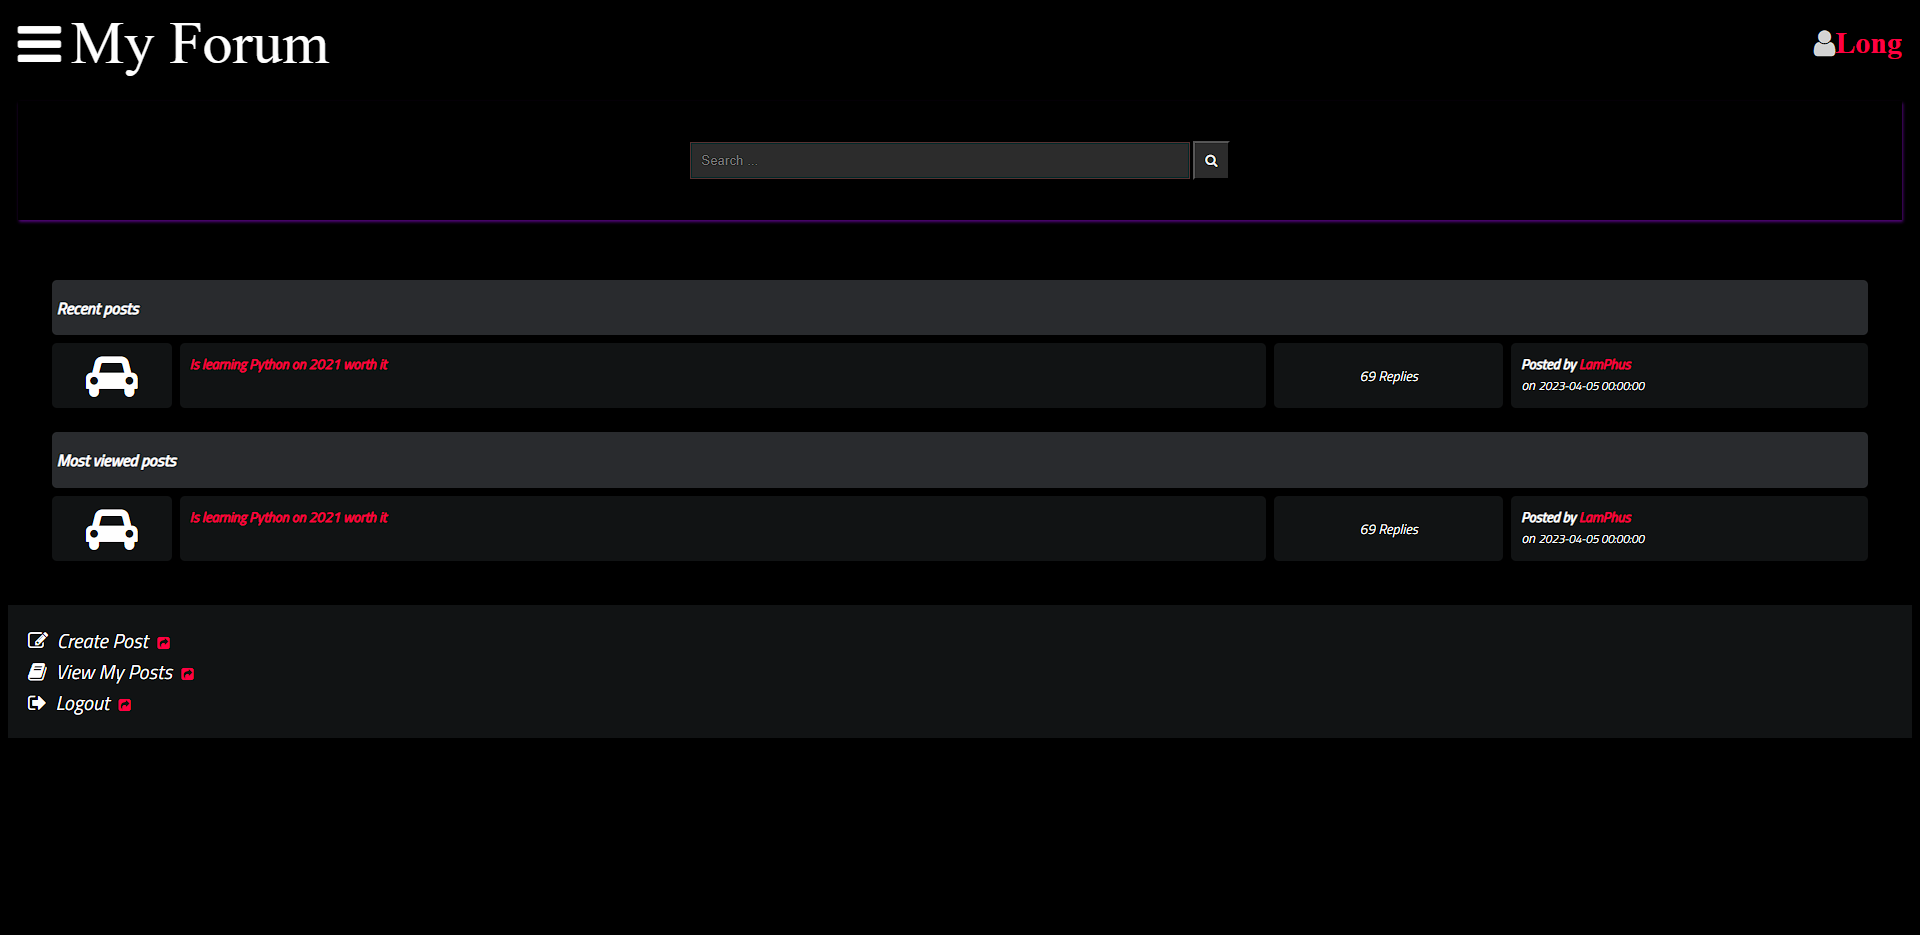 My Forum
Long
Search ...
Recent posts
Is learning Python on 2021 worth it
69 Replies
Posted by LamPhus
on 2023-04-05 00:00:00
Most viewed posts
Is learning Python on 2021 worth it
69 Replies
Posted by LamPhus
on 2023-04-05 00:00:00
Create Post
View My Posts
Logout